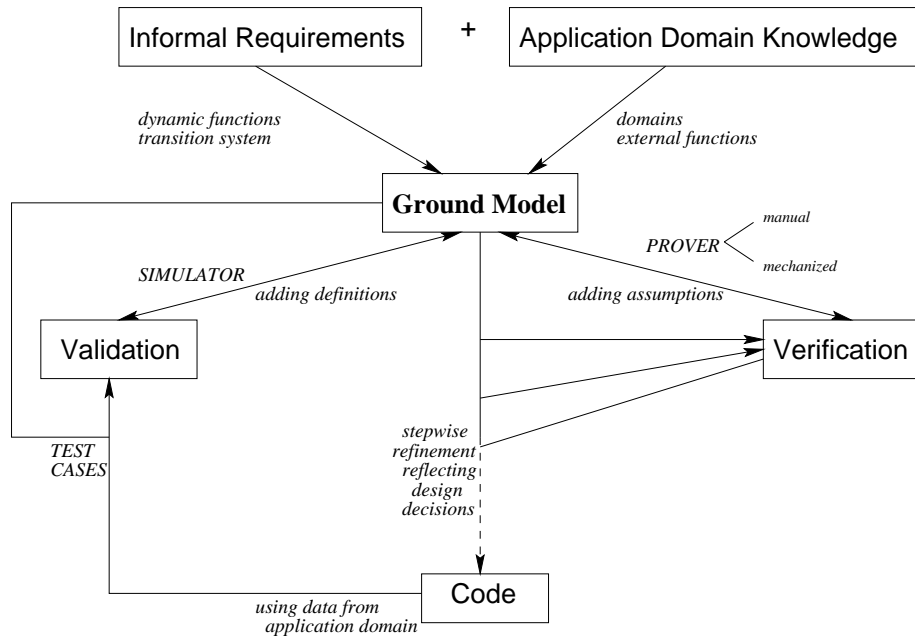 Informal Requirements
+
Application Domain Knowledge
dynamic functions
transition system
domains
external functions
Ground Model
manual
PROVER
mechanized
SIMULATOR
adding definitions
adding assumptions
Validation
Verification
stepwise
refinement
reflecting
design
decisions
TEST
CASES
Code
using data from
application domain